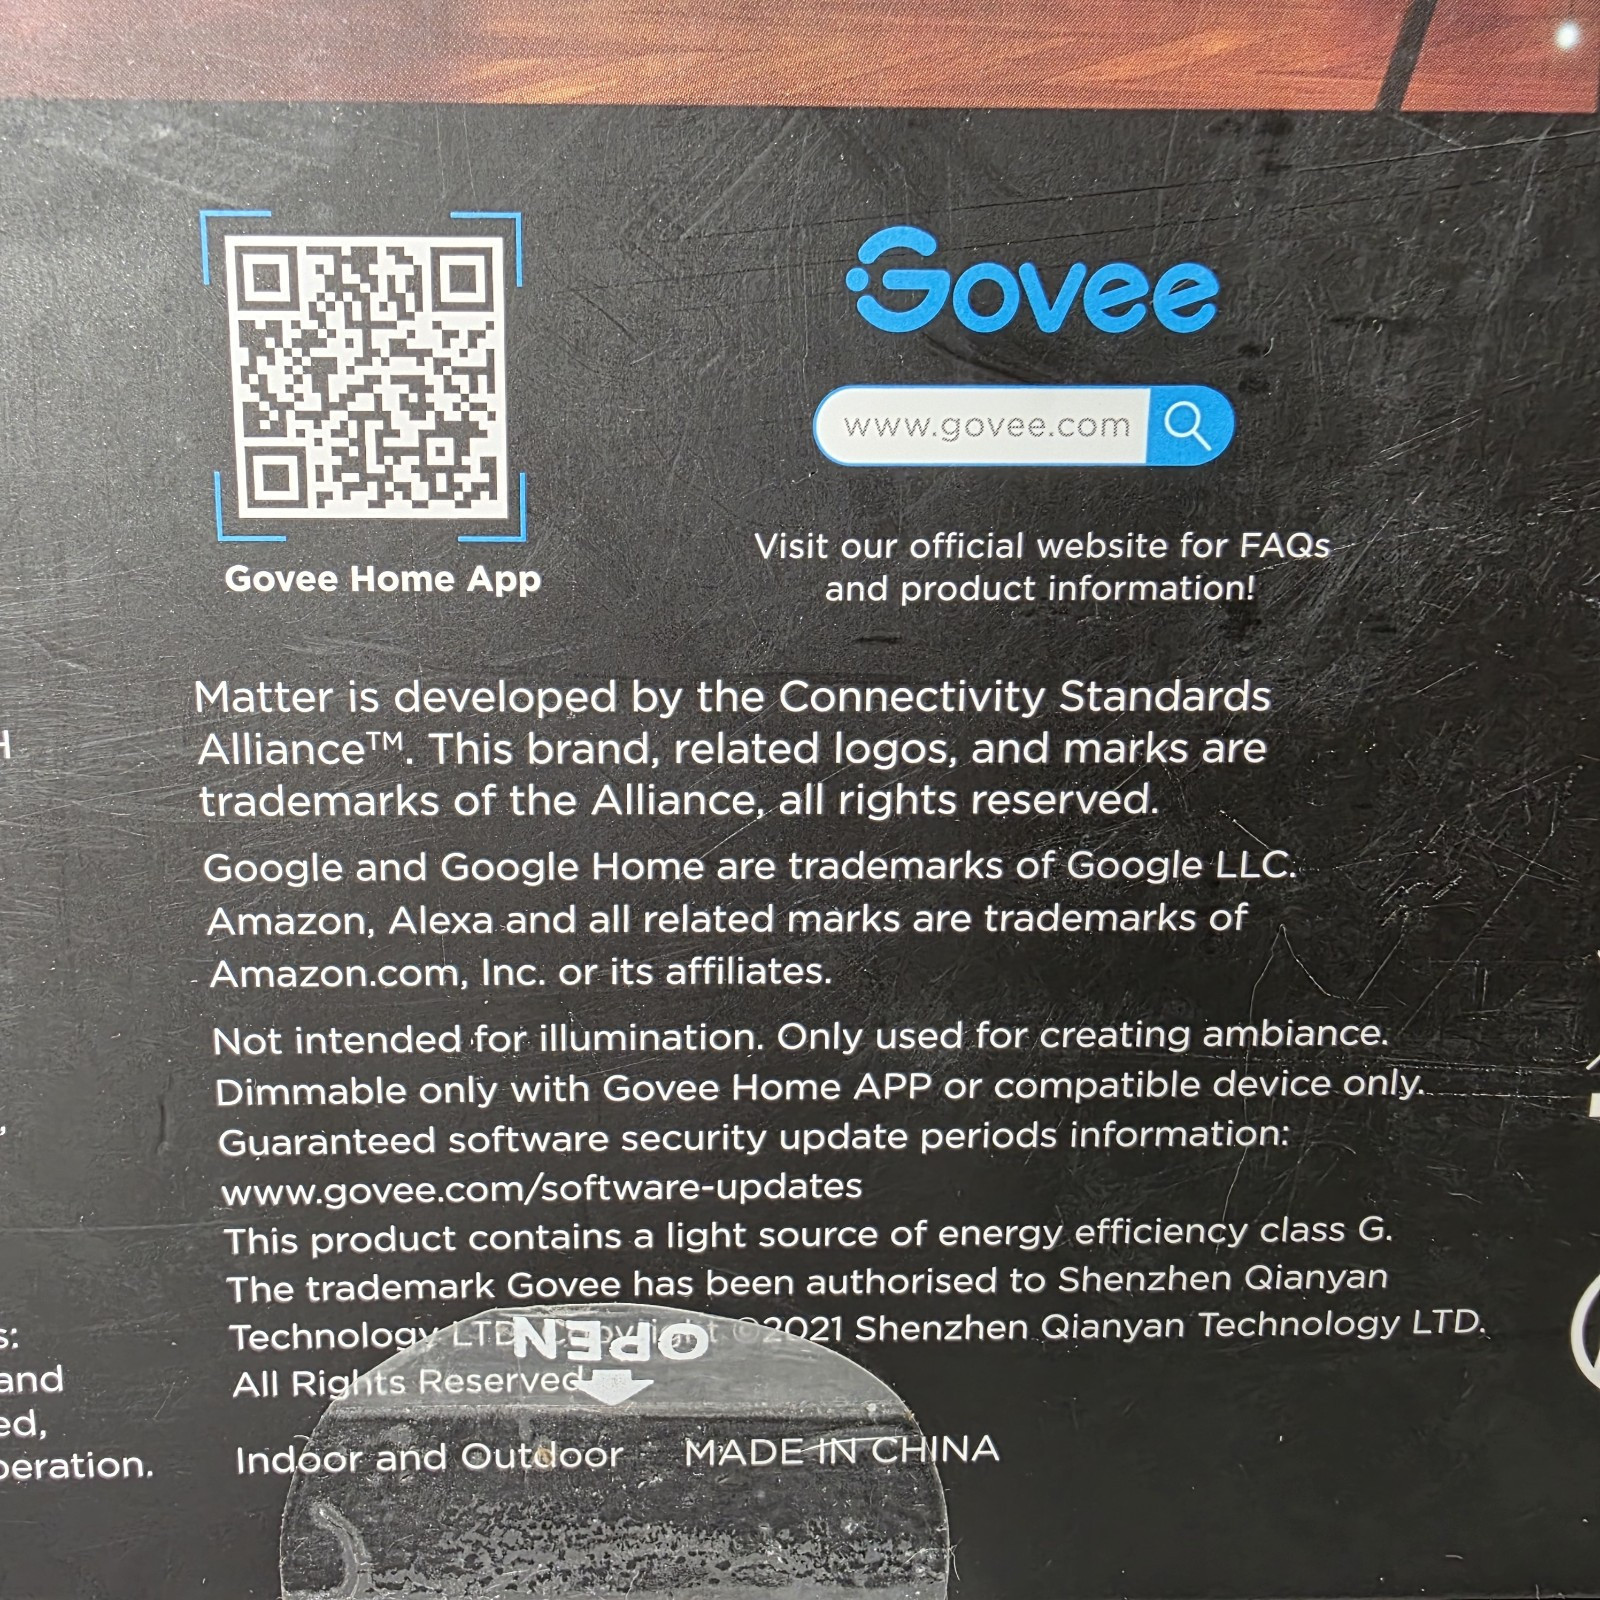 Govee
www.govee.com
Govee Home App
Visit our official website for FAQs
and product information!
Matter is developed by the Connectivity Standards
Alliance™. This brand, related logos, and marks are
trademarks of the Alliance, all rights reserved.
Google and Google Home are trademarks of Google LLC.
Amazon, Alexa and all related marks are trademarks of
Amazon.com, Inc. or its affiliates.
Not intended for illumination. Only used for creating ambiance.
Dimmable only with Govee Home APP or compatible device only.
Guaranteed software security update periods information:
www.govee.com/software-updates
This product contains a light source of energy efficiency class G.
The trademark Govee has been authorised to Shenzhen Qianyan
Technology LTD. Copyright ©2021 Shenzhen Qianyan Technology LTD.
OPEN
All Rights Reserved
Indoor and Outdoor MADE IN CHINA
and
ed,
peration.